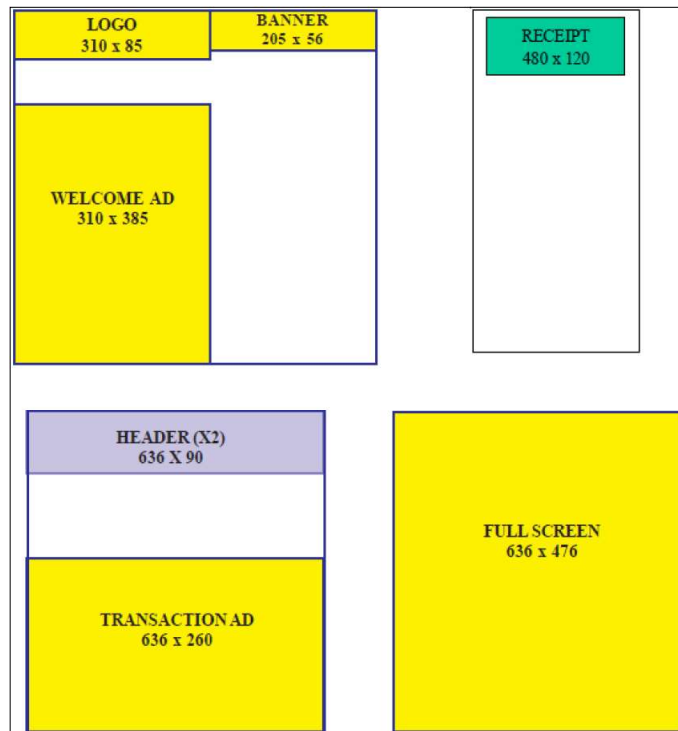 LOGO
310 x 85
BANNER
205 x 56
RECEIPT
480 x 120
WELCOME AD
310 x 385
HEADER (X2)
636 X 90
FULL SCREEN
636 x 476
TRANSACTION AD
636 x 260